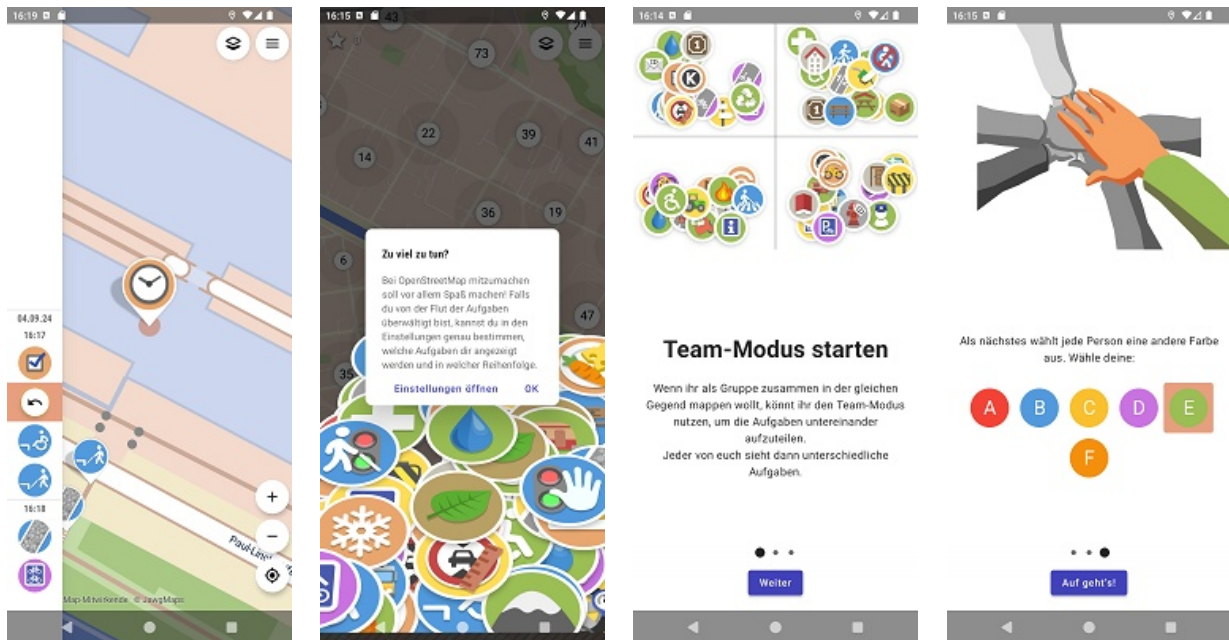 16:19
04.09.24
16:17
16:18
Map-Mitwirkende © JawgMaps
16:15
43
73
22
39
41
14
36
19
6
47
35
Zu viel zu tun?
Bei OpenStreetMap mitzumachen
soll vor allem Spaß machen! Falls
du von der Flut der Aufgaben
überwältigt bist, kannst du in den
Einstellungen genau bestimmen,
welche Aufgaben dir angezeigt
werden und in welcher Reihenfolge.
Einstellungen öffnen OK
16:14
1
K
1
P
i
Team-Modus starten
Wenn ihr als Gruppe zusammen in der gleichen
Gegend mappen wollt, könnt ihr den Team-Modus
nutzen, um die Aufgaben untereinander
aufzuteilen.
Jeder von euch sieht dann unterschiedliche
Aufgaben.
Weiter
16:15
Als nächstes wählt jede Person eine andere Farbe
aus. Wähle deine:
A B C D E
F
Auf geht's!